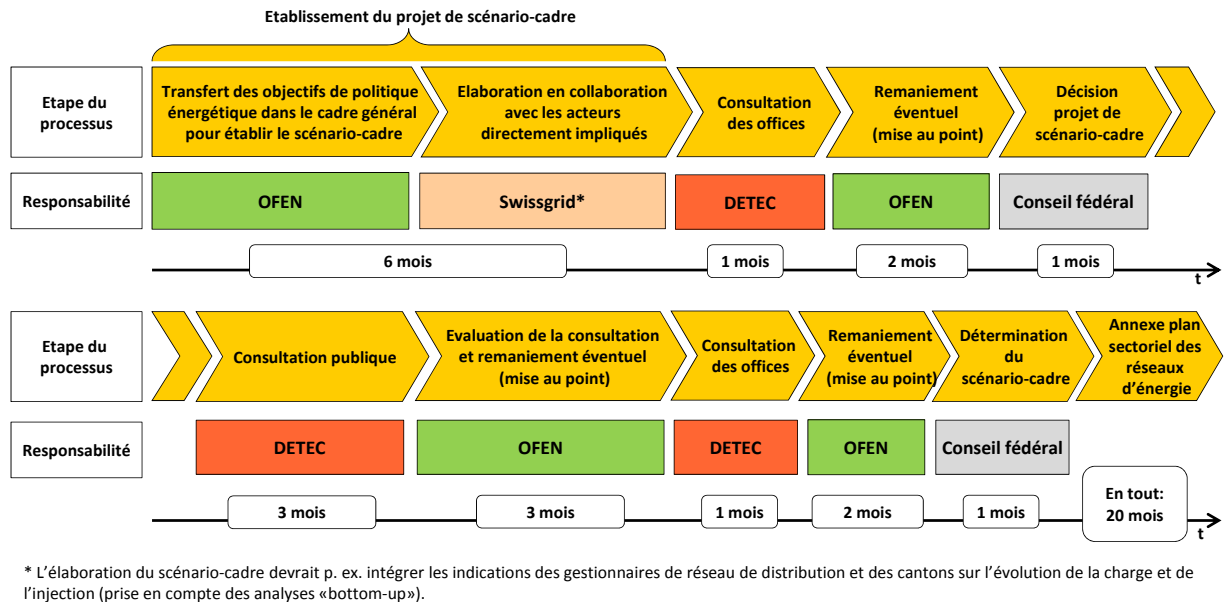 Etablissement du projet de scénario-cadre
Etape du
processus
Transfert des objectifs de politique
énergétique dans le cadre général
pour établir le scénario-cadre
Elaboration en collaboration
avec les acteurs
directement impliqués
Consultation
des offices
Remaniement
éventuel
(mise au point)
Décision
projet de
scénario-cadre
Responsabilité
OFEN
Swissgrid*
DETEC
OFEN
Conseil fédéral
6 mois
1 mois
2 mois
1 mois
t
Etape du
processus
Consultation publique
Evaluation de la consultation
et remaniement éventuel
(mise au point)
Consultation
des offices
Remaniement
éventuel
(mise au point)
Détermination
du
scénario-cadre
Annexe plan
sectoriel des
réseaux
d’énergie
Responsabilité
DETEC
OFEN
DETEC
OFEN
Conseil fédéral
3 mois
3 mois
1 mois
2 mois
1 mois
En tout:
20 mois
t
* L’élaboration du scénario-cadre devrait p. ex. intégrer les indications des gestionnaires de réseau de distribution et des cantons sur l’évolution de la charge et de
l’injection (prise en compte des analyses «bottom-up»).